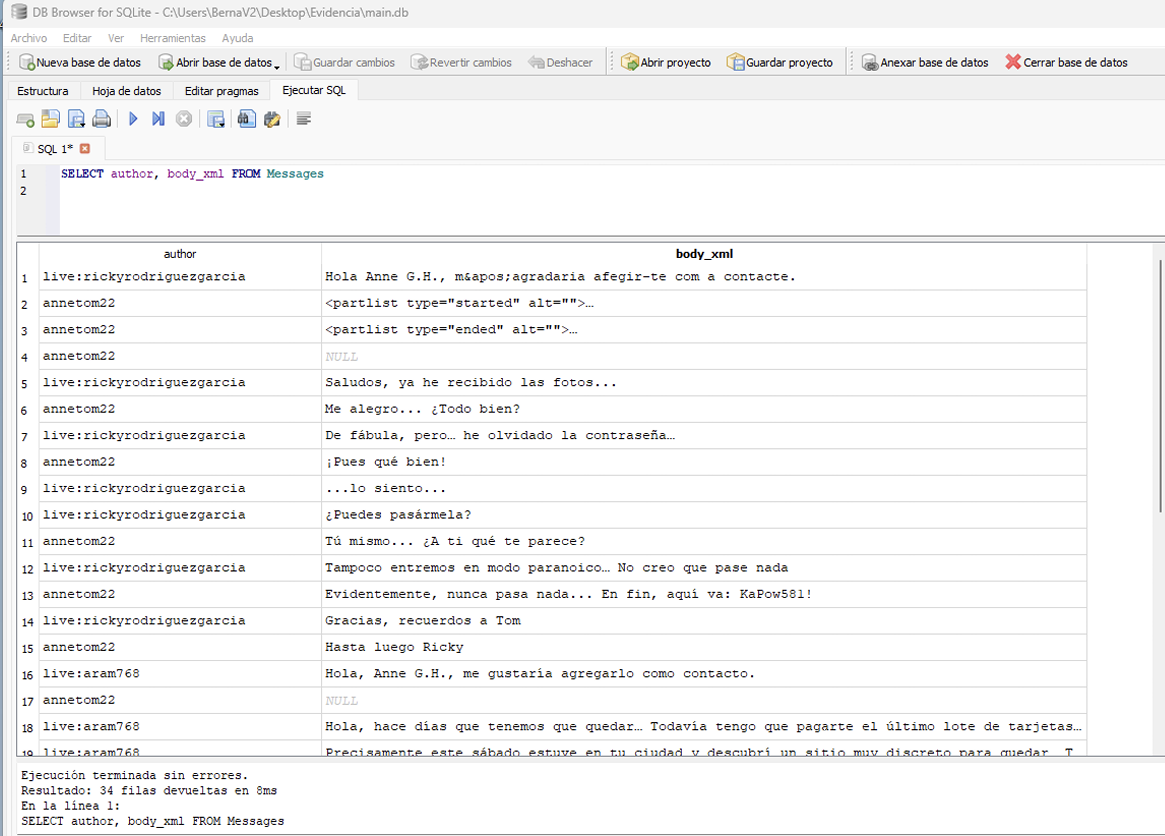 DB Browser for SQLite - C:\Users\BernaV2\Desktop\Evidencia\main.db
Archivo Editar Ver Herramientas Ayuda
Nueva base de datos Abrir base de datos Guardar cambios Revertir cambios Deshacer Abrir proyecto Guardar proyecto Anexar base de datos Cerrar base de datos
Estructura Hoja de datos Editar pragmas Ejecutar SQL
SQL 1*
1 SELECT author, body_xml FROM Messages
2
author body_xml
1 live:rickyrodriguezgarcia Hola Anne G.H., m&apos;agradaria afegir-te com a contacte.
2 annetom22 <partlist type="started" alt="">…
3 annetom22 <partlist type="ended" alt="">…
4 annetom22 NULL
5 live:rickyrodriguezgarcia Saludos, ya he recibido las fotos...
6 annetom22 Me alegro... ¿Todo bien?
7 live:rickyrodriguezgarcia De fábula, pero… he olvidado la contraseña…
8 annetom22 ¡Pues qué bien!
9 live:rickyrodriguezgarcia ...lo siento...
10 live:rickyrodriguezgarcia ¿Puedes pasármela?
11 annetom22 Tú mismo... ¿A ti qué te parece?
12 live:rickyrodriguezgarcia Tampoco entremos en modo paranoico… No creo que pase nada
13 annetom22 Evidentemente, nunca pasa nada... En fin, aquí va: KaPow581!
14 live:rickyrodriguezgarcia Gracias, recuerdos a Tom
15 annetom22 Hasta luego Ricky
16 live:aram768 Hola, Anne G.H., me gustaría agregarlo como contacto.
17 annetom22 NULL
18 live:aram768 Hola, hace días que tenemos que quedar… Todavía tengo que pagarte el último lote de tarjetas…
19 live:aram768 Precisamente este sábado estuve en tu ciudad y descubrí un sitio muy discreto para quedar. T
Ejecución terminada sin errores.
Resultado: 34 filas devueltas en 8ms
En la línea 1:
SELECT author, body_xml FROM Messages